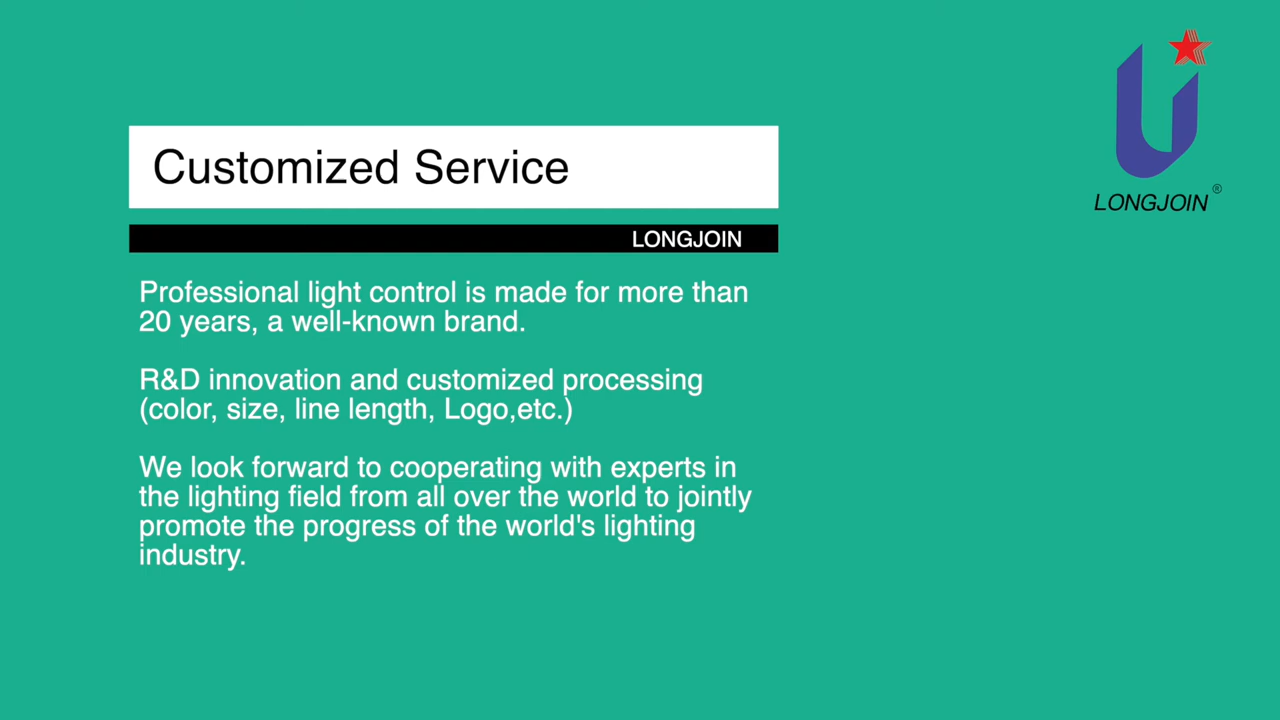 Customized Service
LONGJOIN
Professional light control is made for more than
20 years, a well-known brand.
R&D innovation and customized processing
(color, size, line length, Logo,etc.)
We look forward to cooperating with experts in
the lighting field from all over the world to jointly
promote the progress of the world's lighting
industry.
LONGJOIN®